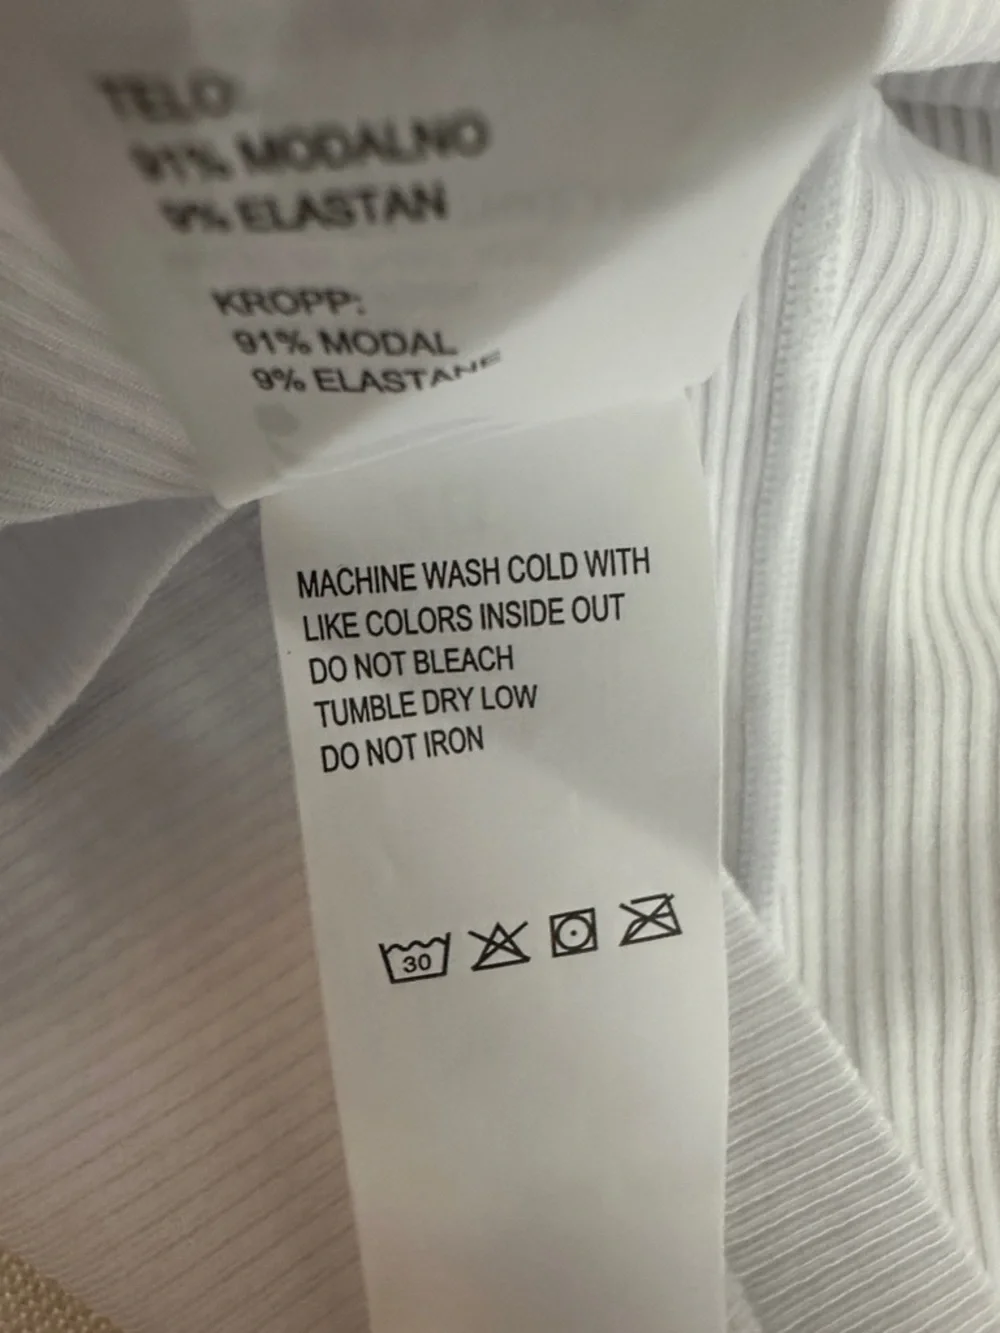 TELO:
91% MODALNO
9% ELASTAN
KROPP:
91% MODAL
9% ELASTANE
MACHINE WASH COLD WITH
LIKE COLORS INSIDE OUT
DO NOT BLEACH
TUMBLE DRY LOW
DO NOT IRON
30